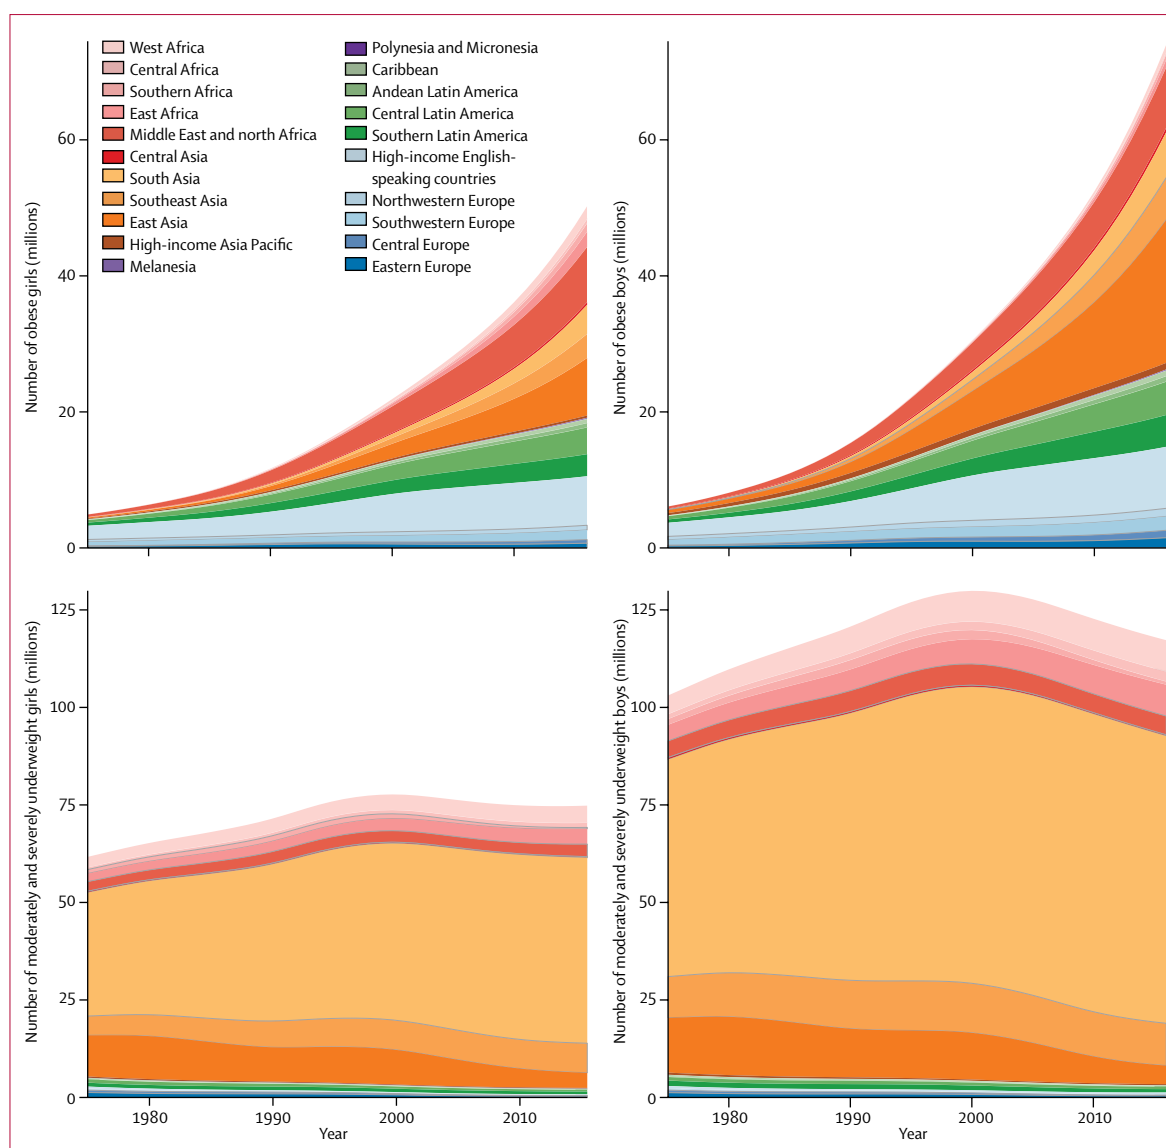 Number of obese girls (millions)
60
40
20
0
West Africa
Central Africa
Southern Africa
East Africa
Middle East and north Africa
Central Asia
South Asia
Southeast Asia
East Asia
High-income Asia Pacific
Melanesia
Polynesia and Micronesia
Caribbean
Andean Latin America
Central Latin America
Southern Latin America
High-income English-
speaking countries
Northwestern Europe
Southwestern Europe
Central Europe
Eastern Europe
Number of obese boys (millions)
60
40
20
0
Number of moderately and severely underweight girls (millions)
125
100
75
50
25
0
1980
1990
2000
2010
Year
Number of moderately and severely underweight boys (millions)
125
100
75
50
25
0
1980
1990
2000
2010
Year